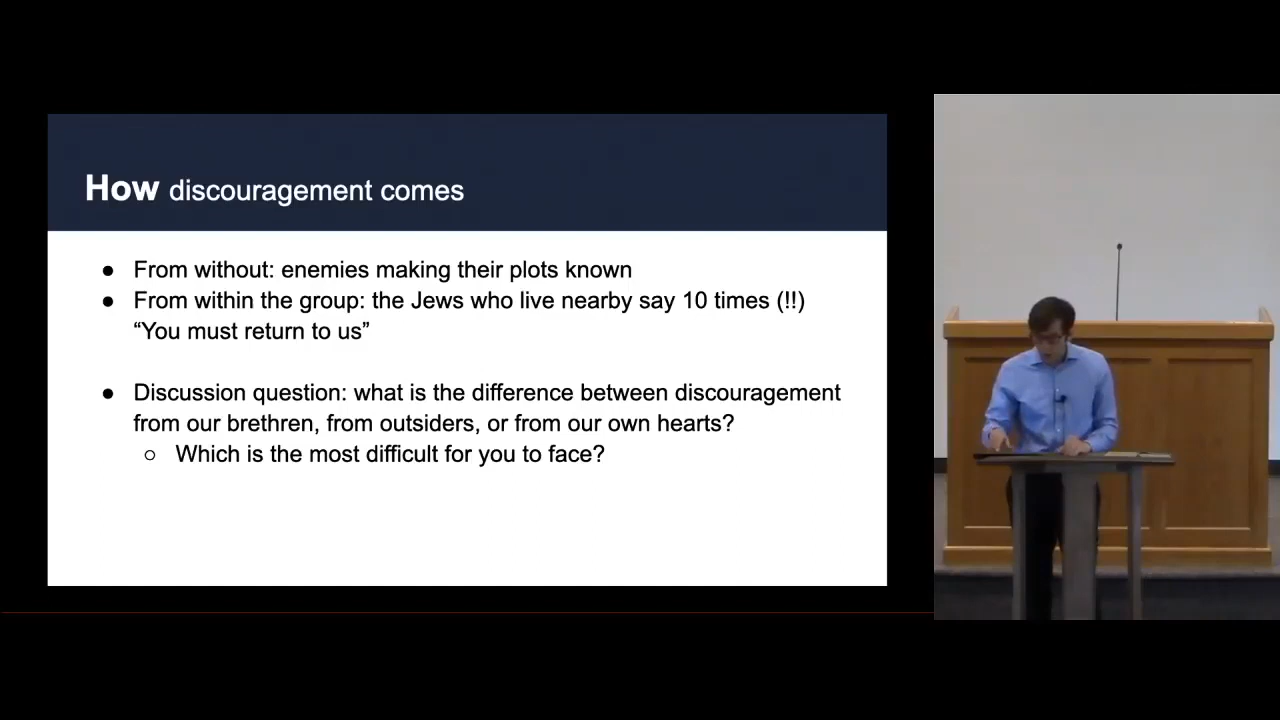 How discouragement comes
● From without: enemies making their plots known
● From within the group: the Jews who live nearby say 10 times (!!)
“You must return to us”
● Discussion question: what is the difference between discouragement
from our brethren, from outsiders, or from our own hearts?
○ Which is the most difficult for you to face?